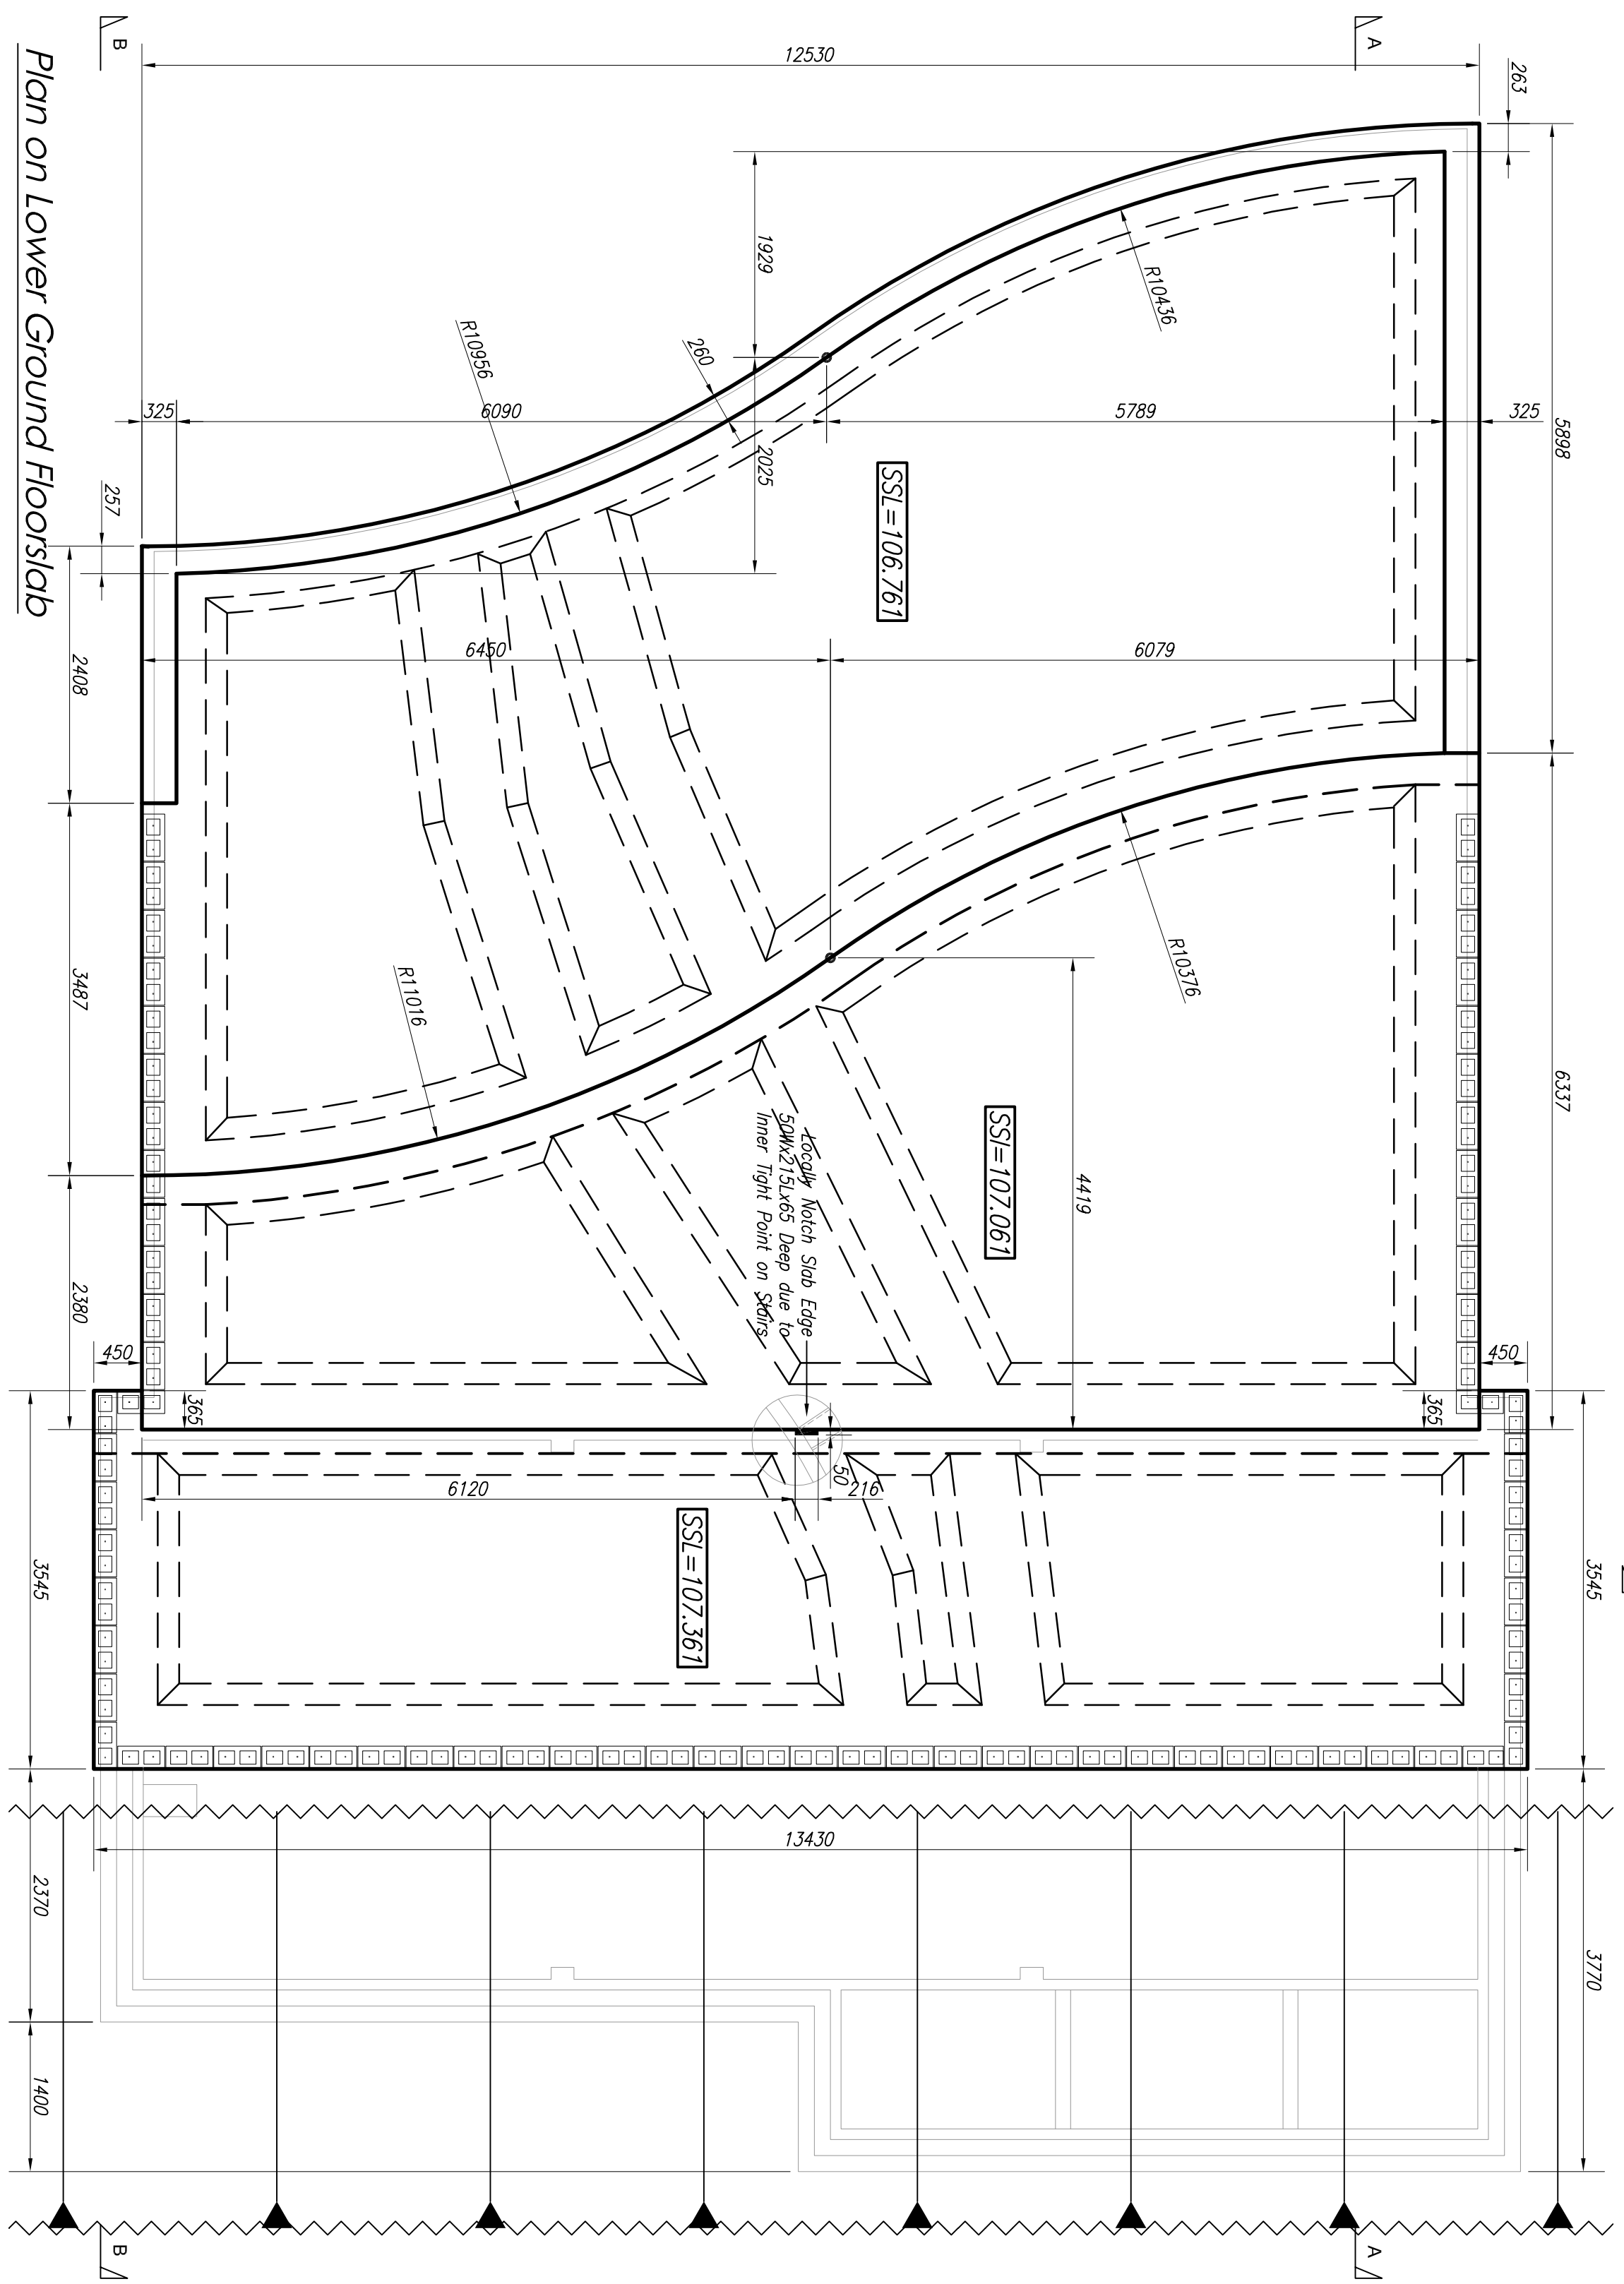 Plan on Lower Ground Floorslab
B
A
12530
263
5898
1929
R10436
R10956
260
325
6090
5789
325
2025
257
SSL=106.761
6450
6079
2408
R10376
R11016
3487
6337
SSl=107.061
4419
Locally Notch Slab Edge
50Wx215Lx65 Deep due to
Inner Tight Point on Stairs.
2380
450
450
365
365
50
6120
216
SSL=107.361
3545
3545
13430
2370
3770
1400
B
A